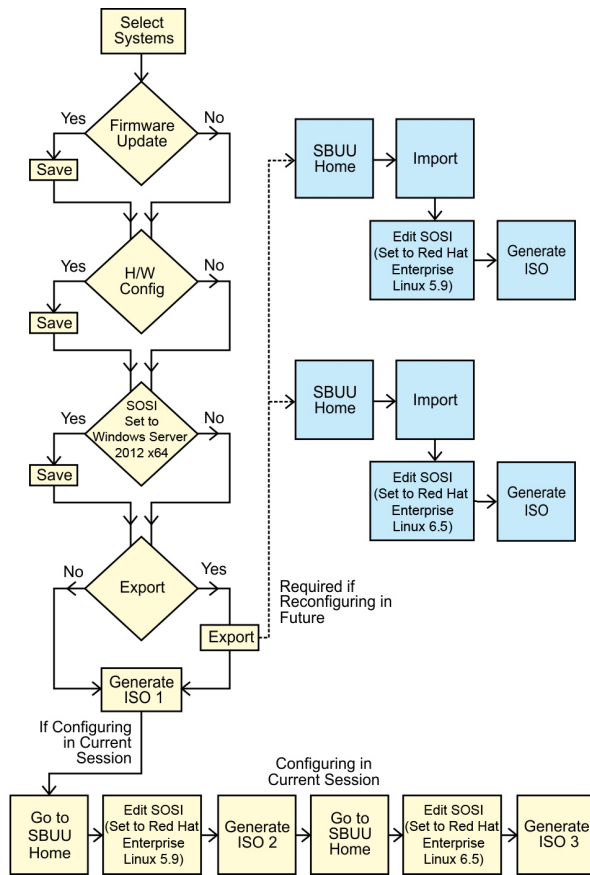 Select
Systems
Yes
Firmware
Update
No
Save
Yes
H/W
Config
No
Save
Yes
SOSI
Set to
Windows Server
2012 x64
No
Save
No
Export
Yes
Export
Required if
Reconfiguring in
Future
Generate
ISO 1
If Configuring
in Current
Session
SBUU
Home
Import
Edit SOSI
(Set to Red Hat
Enterprise
Linux 5.9)
Generate
ISO
SBUU
Home
Import
Edit SOSI
(Set to Red Hat
Enterprise
Linux 6.5)
Generate
ISO
Configuring in
Current Session
Go to
SBUU
Home
Edit SOSI
(Set to Red Hat
Enterprise
Linux 5.9)
Generate
ISO 2
Go to
SBUU
Home
Edit SOSI
(Set to Red Hat
Enterprise
Linux 6.5)
Generate
ISO 3